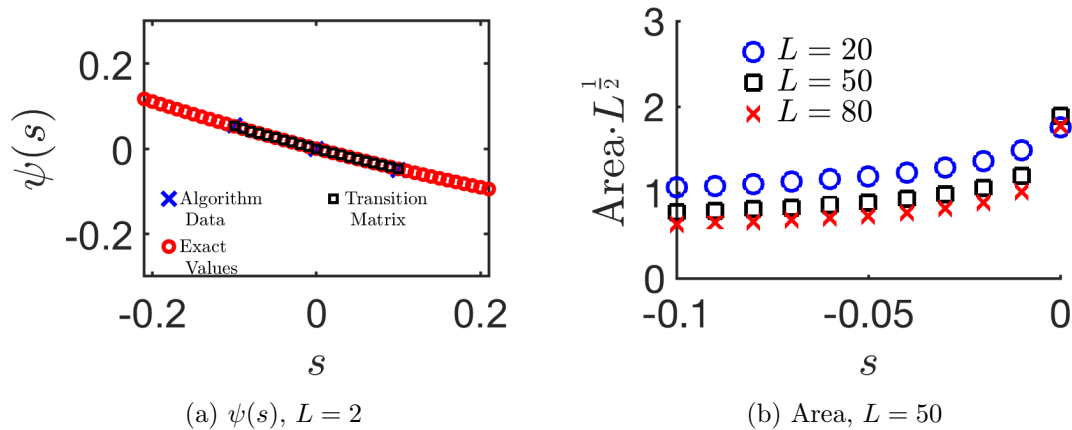 0.2
0
-0.2
ψ(s)
Algorithm
Data
Transition
Matrix
Exact
Values
-0.2 0 0.2
s
(a) ψ(s), L = 2
3
2
1
0
Area·L^{\frac{1}{2}}
L = 20
L = 50
L = 80
-0.1 -0.05 0
s
(b) Area, L = 50